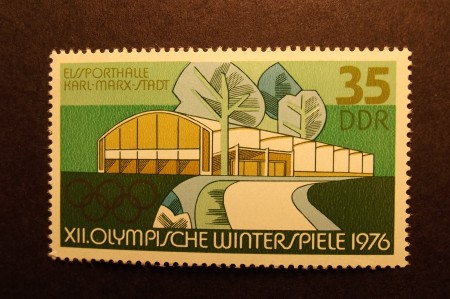 EISSPORTHALLE
KARL-MARX-STADT
35
DDR
XII. OLYMPISCHE WINTERSPIELE 1976